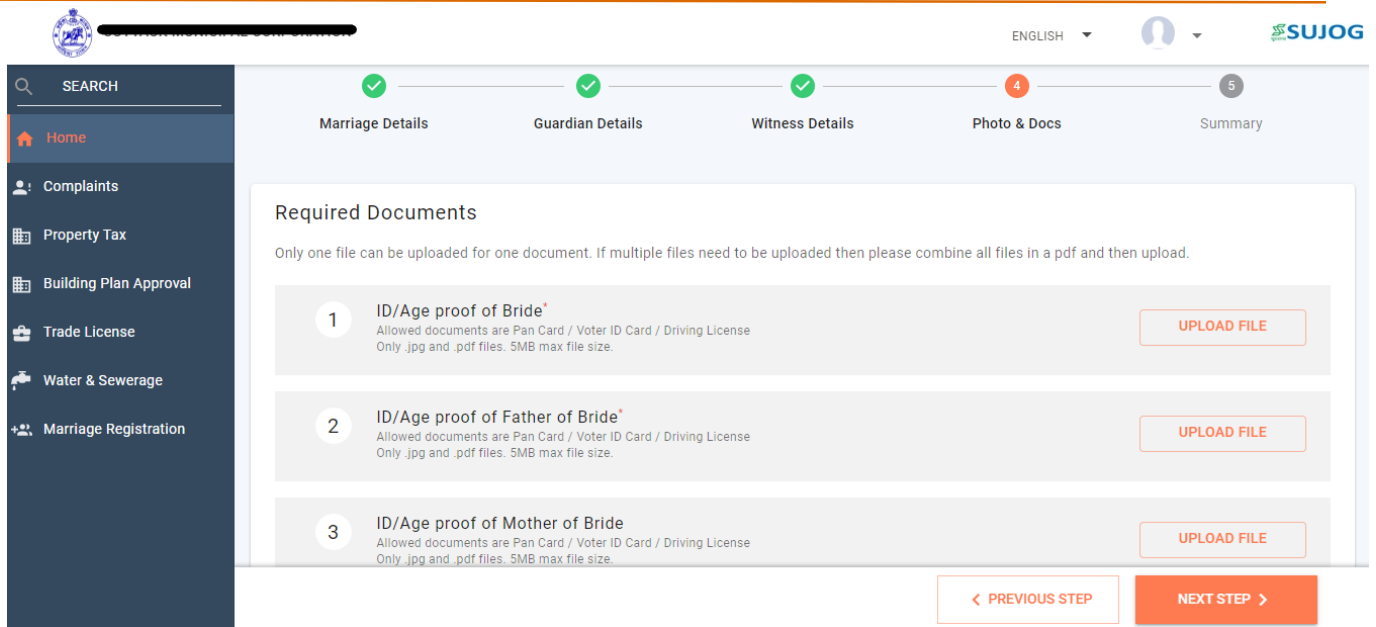 ENGLISH
SUJOG
SEARCH
Home
Complaints
Property Tax
Building Plan Approval
Trade License
Water & Sewerage
Marriage Registration
4
5
Marriage Details
Guardian Details
Witness Details
Photo & Docs
Summary
Required Documents
Only one file can be uploaded for one document. If multiple files need to be uploaded then please combine all files in a pdf and then upload.
1
ID/Age proof of Bride*
Allowed documents are Pan Card / Voter ID Card / Driving License
Only .jpg and .pdf files. 5MB max file size.
UPLOAD FILE
2
ID/Age proof of Father of Bride*
Allowed documents are Pan Card / Voter ID Card / Driving License
Only .jpg and .pdf files. 5MB max file size.
UPLOAD FILE
3
ID/Age proof of Mother of Bride
Allowed documents are Pan Card / Voter ID Card / Driving License
Only .jpg and .pdf files. 5MB max file size.
UPLOAD FILE
PREVIOUS STEP
NEXT STEP